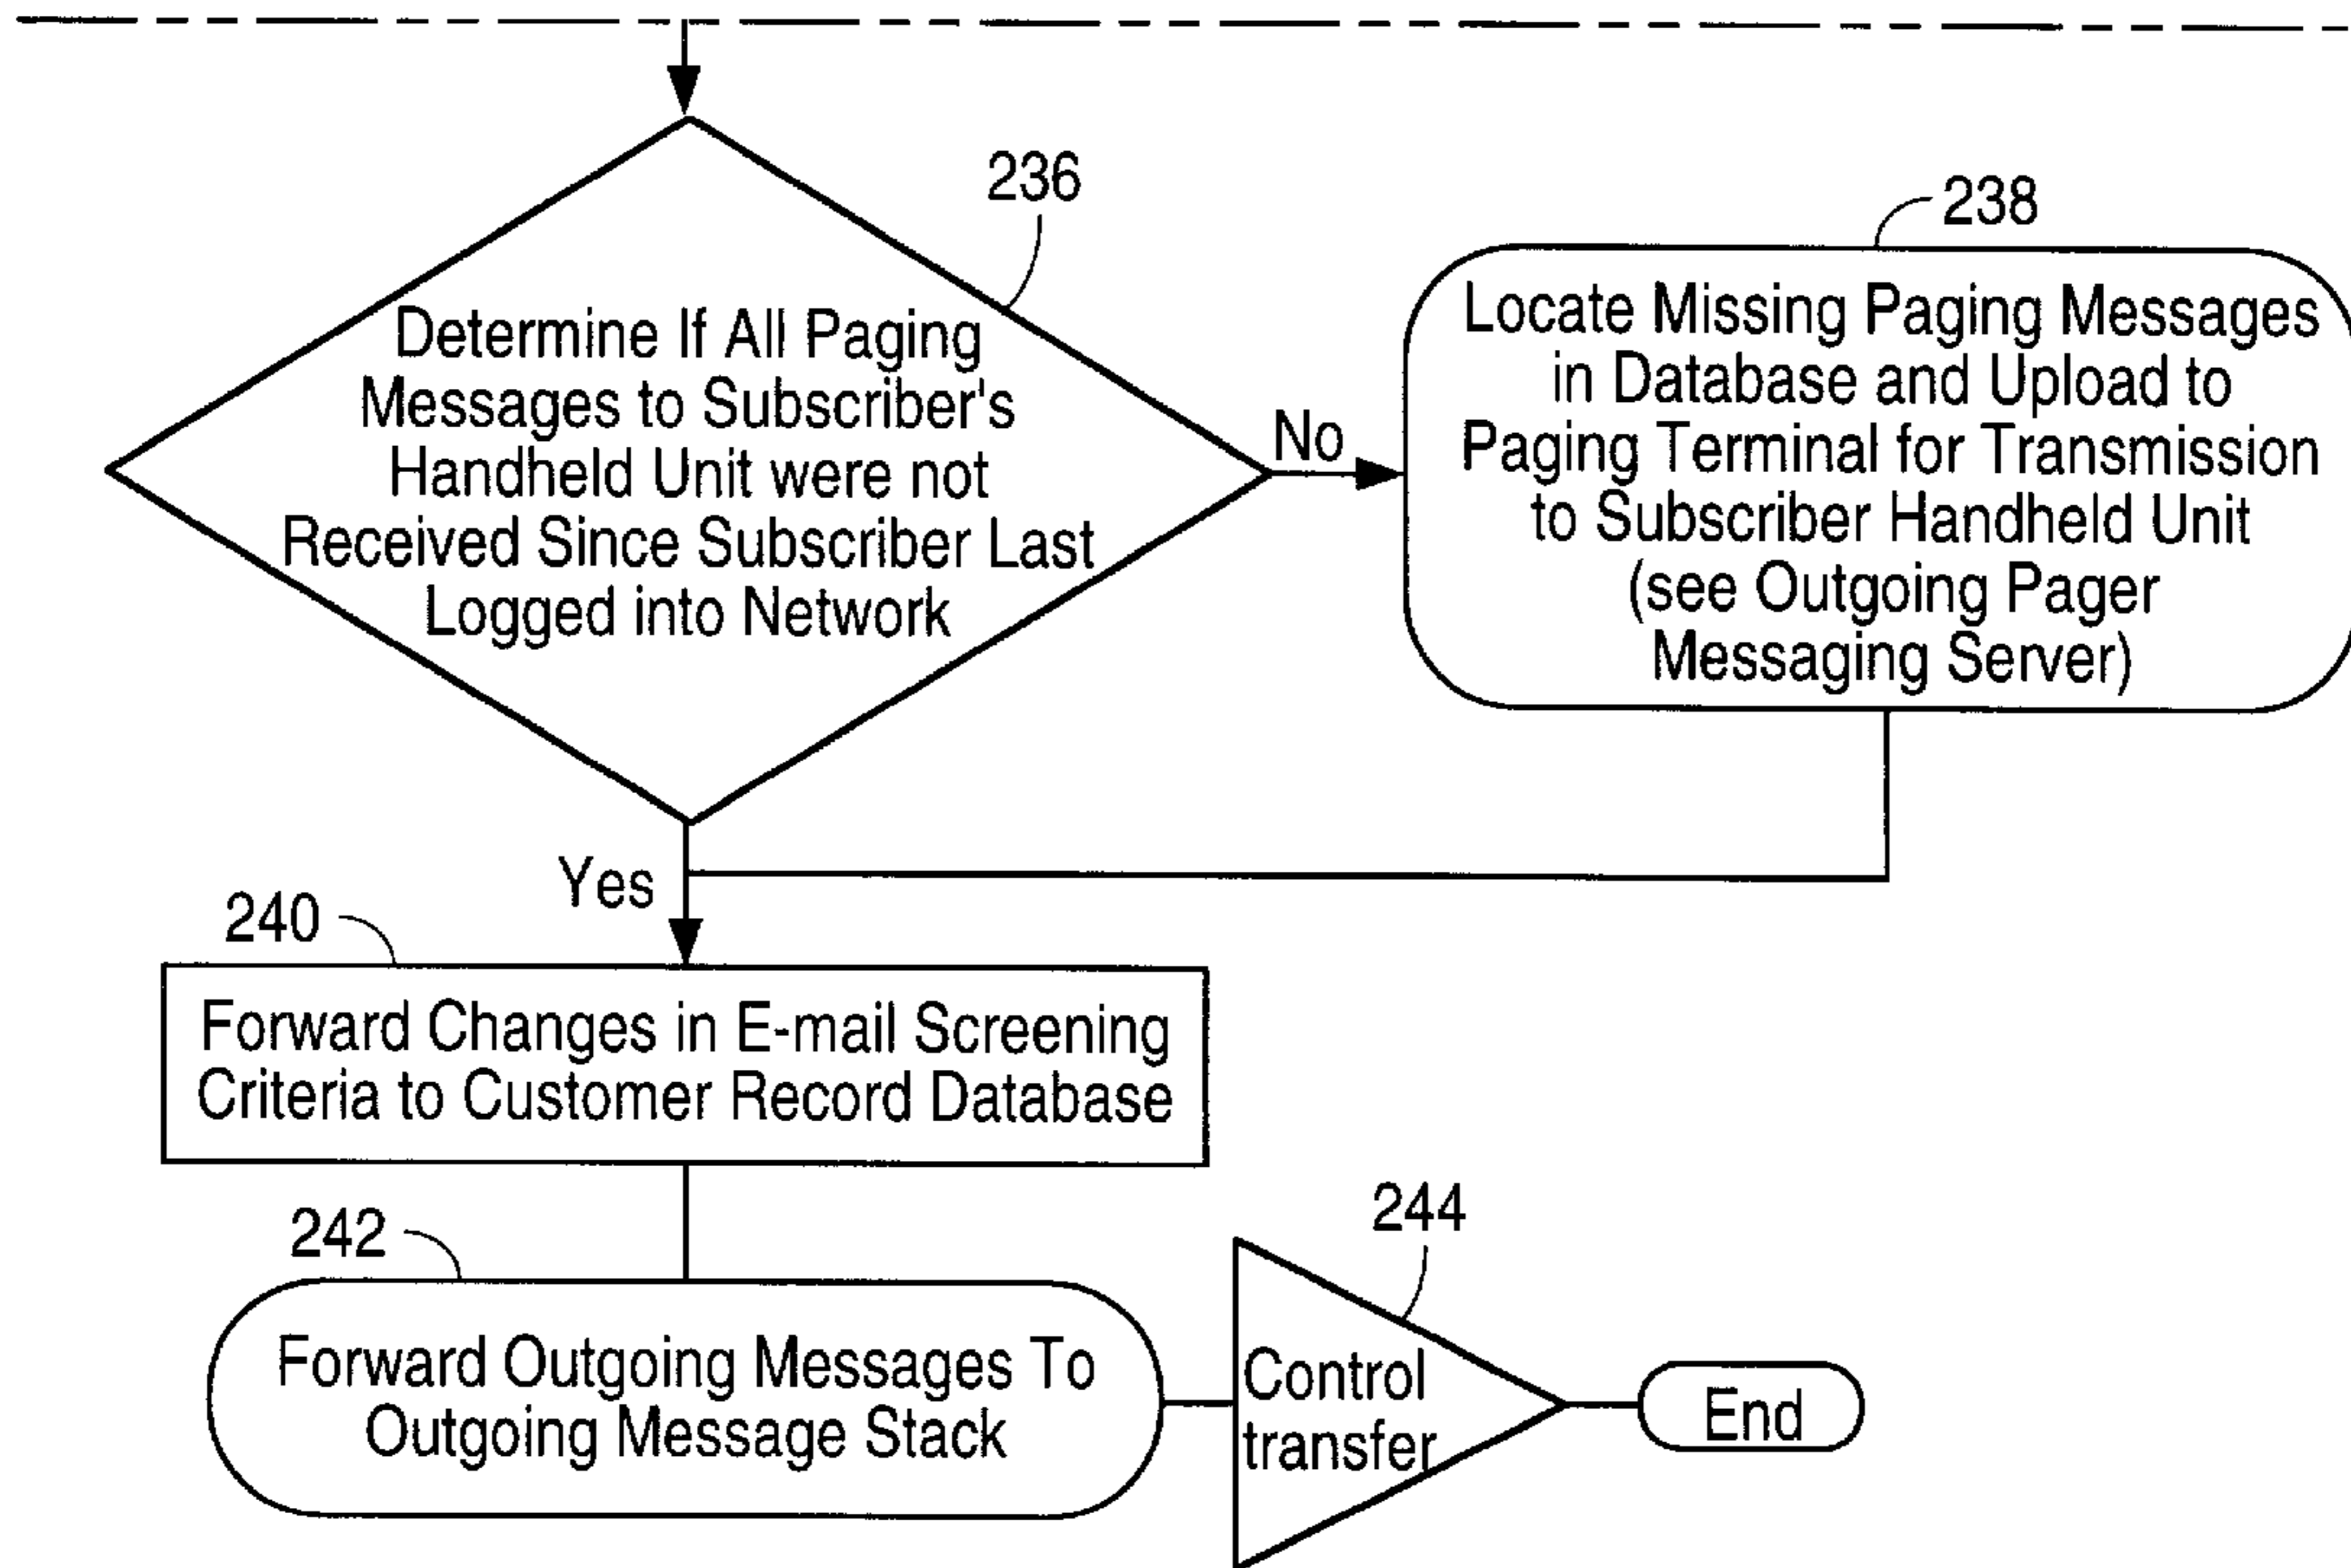 236
Determine If All Paging
Messages to Subscriber's
Handheld Unit were not
Received Since Subscriber Last
Logged into Network
No
238
Locate Missing Paging Messages
in Database and Upload to
Paging Terminal for Transmission
to Subscriber Handheld Unit
(see Outgoing Pager
Messaging Server)
Yes
240
Forward Changes in E-mail Screening
Criteria to Customer Record Database
242
Forward Outgoing Messages To
Outgoing Message Stack
244
Control
transfer
End